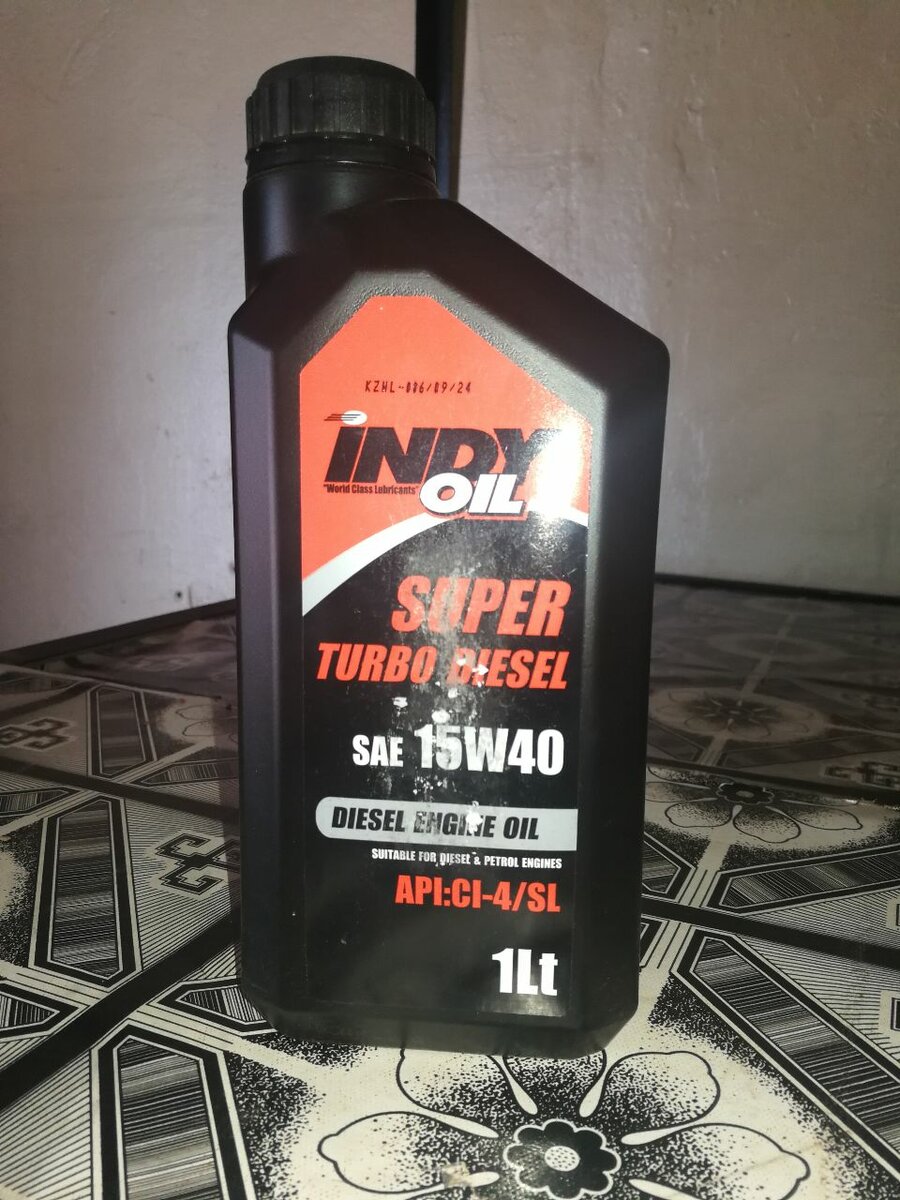 KZHL-006/09/24
INDY
"World Class Lubricants"
OIL
SUPER
TURBO DIESEL
SAE 15W40
DIESEL ENGINE OIL
SUITABLE FOR DIESEL & PETROL ENGINES
API:CI-4/SL
1Lt